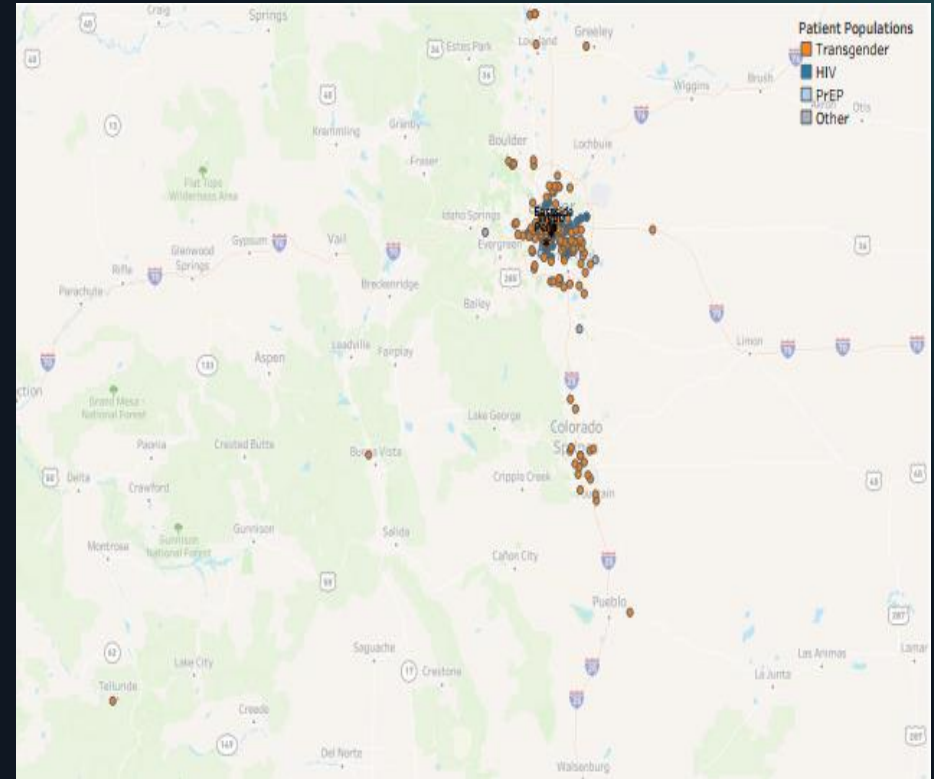 Craig
Springs
Greeley
Patient Populations
Transgender
HIV
PrEP
Other
Estes Park
Loveland
Wiggins
Brush
Akron
Otis
Kremmling
Granby
Boulder
Lochbuie
Fraser
Flat Tops
Wilderness Area
Idaho Springs
Gypsum
Vail
Evergreen
Glenwood
Springs
Rifle
Parachute
Breckenridge
Bailey
Leadville
Fairplay
Limon
Aspen
ction
Grand Mesa
National Forest
Lake George
Colorado
Paonia
Crested Butte
Buena Vista
Delta
Crawford
Cripple Creek
Gunnison
Salida
Montrose
Gunnison
National Forest
Cañon City
Pueblo
Saguache
Las Animas
Lamar
Lake City
Crestone
La Junta
Telluride
Creede
Del Norte
Walsenburg